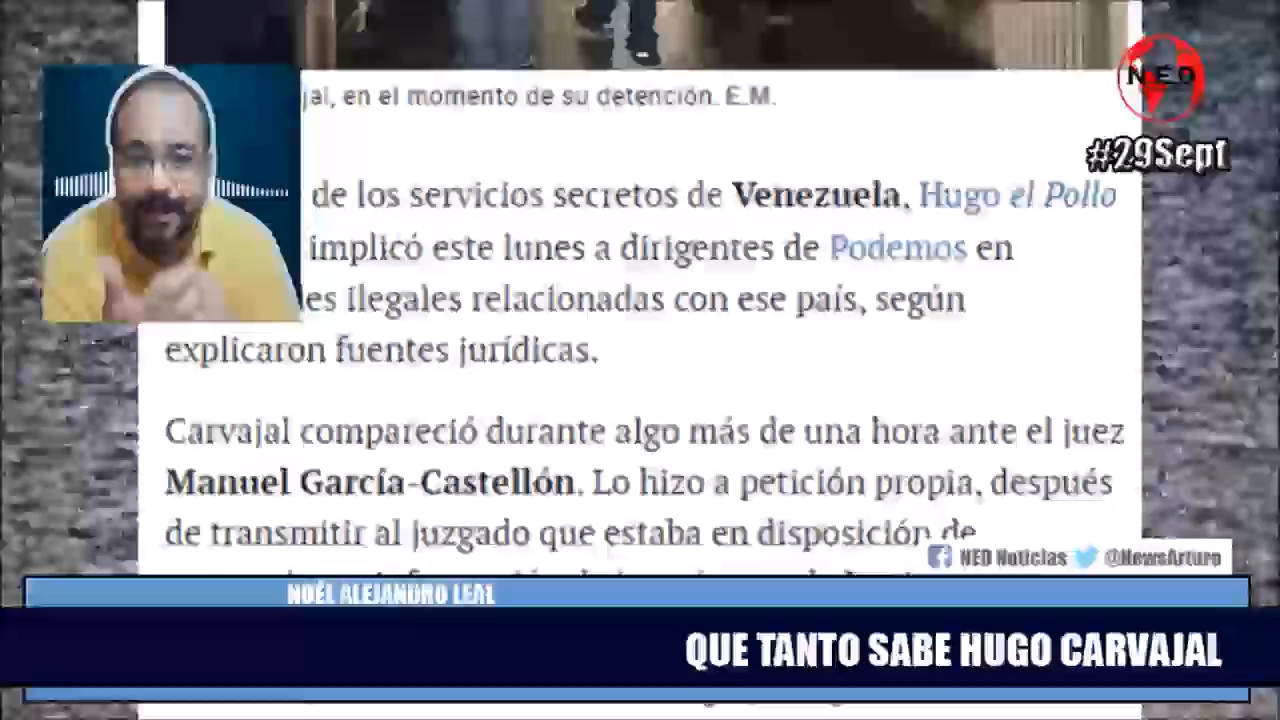 jal, en el momento de su detención. E.M.
NED
#29Sept
de los servicios secretos de Venezuela, Hugo el Pollo
implicó este lunes a dirigentes de Podemos en
es ilegales relacionadas con ese país, según
explicaron fuentes jurídicas.
Carvajal compareció durante algo más de una hora ante el juez
Manuel García-Castellón. Lo hizo a petición propia, después
de transmitir al juzgado que estaba en disposición de
NED Noticias @NewsArturo
NOÉL ALEJANDRO LEAL
QUE TANTO SABE HUGO CARVAJAL